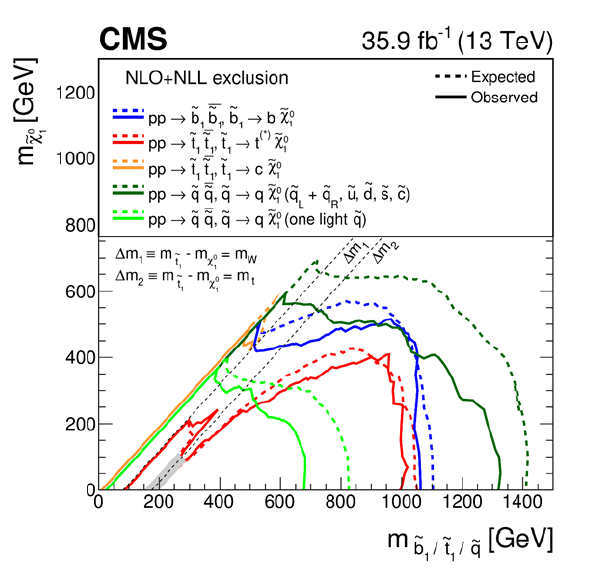 CMS 35.9 fb⁻¹ (13 TeV)
NLO+NLL exclusion
Expected
Observed
pp → b̃₁ b̃̄₁, b̃₁ → b χ̃₁⁰
pp → t̃₁ t̃̄₁, t̃₁ → t⁽*⁾ χ̃₁⁰
pp → t̃₁ t̃̄₁, t̃₁ → c χ̃₁⁰
pp → q̃ q̃̄, q̃ → q χ̃₁⁰ (q̃_L + q̃_R, ũ, d̃, s̃, c̃)
pp → q̃ q̃̄, q̃ → q χ̃₁⁰ (one light q̃)
Δm₁ ≡ m_t̃₁ - m_χ̃₁⁰ = m_W
Δm₂ ≡ m_t̃₁ - m_χ̃₁⁰ = m_t
Δm₁
Δm₂
m_χ̃₁⁰ [GeV]
1200
1000
800
600
400
200
0
0 200 400 600 800 1000 1200 1400
m_b̃₁ / t̃₁ / q̃ [GeV]